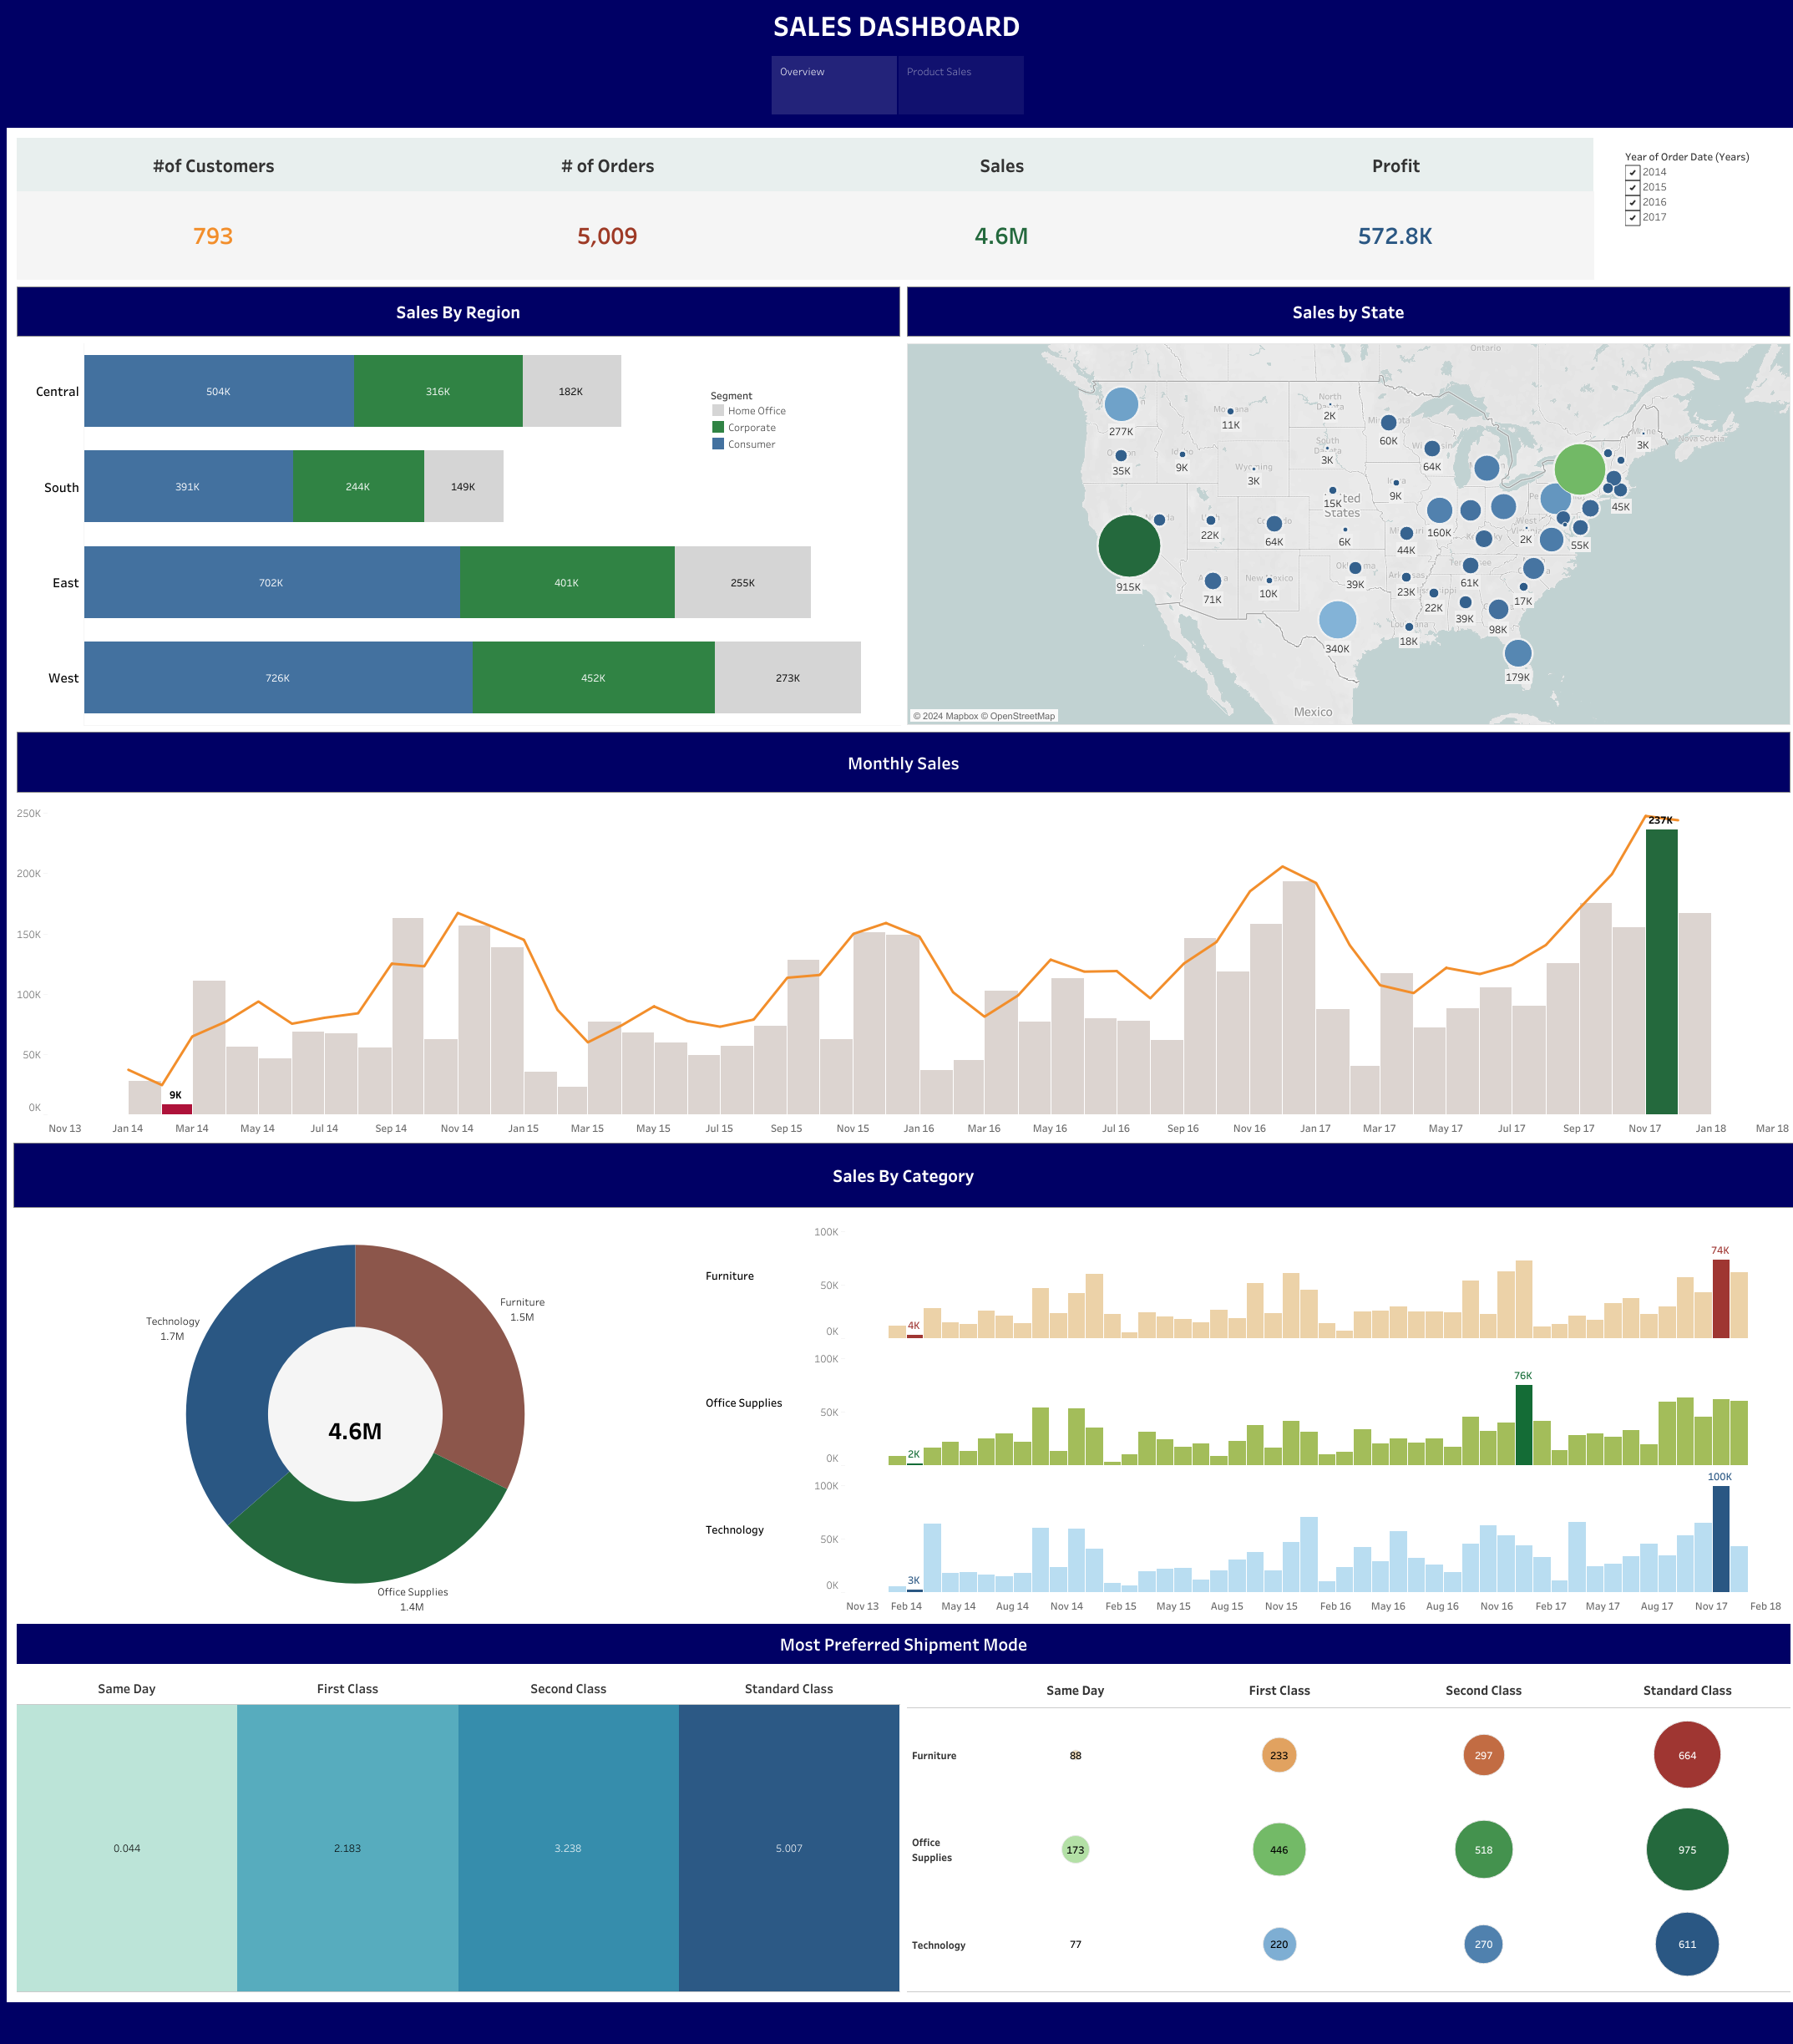 SALES DASHBOARD
Overview
Product Sales
#of Customers
# of Orders
Sales
Profit
793
5,009
4.6M
572.8K
Year of Order Date (Years)
2014
2015
2016
2017
Sales By Region
Central
504K
316K
182K
South
391K
244K
149K
East
702K
401K
255K
West
726K
452K
273K
Segment
Home Office
Corporate
Consumer
Sales by State
Ontario
North
2K
277K
11K
60K
3K
Nova Scotia
South
3K
64K
35K
9K
Wyoming
3K
9K
15K
States
45K
22K
64K
6K
44K
160K
West
2K
55K
915K
71K
10K
39K
23K
61K
22K
17K
39K
98K
18K
340K
179K
Mexico
© 2024 Mapbox © OpenStreetMap
Monthly Sales
250K
200K
150K
100K
50K
0K
9K
237K
Nov 13
Jan 14
Mar 14
May 14
Jul 14
Sep 14
Nov 14
Jan 15
Mar 15
May 15
Jul 15
Sep 15
Nov 15
Jan 16
Mar 16
May 16
Jul 16
Sep 16
Nov 16
Jan 17
Mar 17
May 17
Jul 17
Sep 17
Nov 17
Jan 18
Mar 18
Sales By Category
Technology
1.7M
Furniture
1.5M
4.6M
Office Supplies
1.4M
Furniture
100K
50K
0K
4K
74K
Office Supplies
100K
50K
0K
2K
76K
Technology
100K
50K
0K
3K
100K
Nov 13
Feb 14
May 14
Aug 14
Nov 14
Feb 15
May 15
Aug 15
Nov 15
Feb 16
May 16
Aug 16
Nov 16
Feb 17
May 17
Aug 17
Nov 17
Feb 18
Most Preferred Shipment Mode
Same Day
First Class
Second Class
Standard Class
0.044
2.183
3.238
5.007
Same Day
First Class
Second Class
Standard Class
Furniture
88
233
297
664
Office
Supplies
173
446
518
975
Technology
77
220
270
611